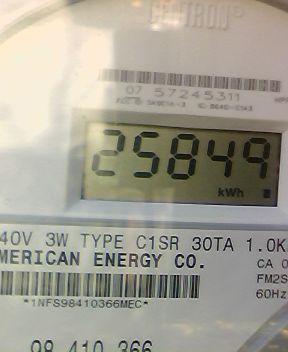 CENTRON®
07 57245311
25849
kWh
40V 3W TYPE C1SR 30TA 1.0K
MERICAN ENERGY CO.
CA 0
FM2S
60Hz
*1NFS98410366MEC*
98 410 366